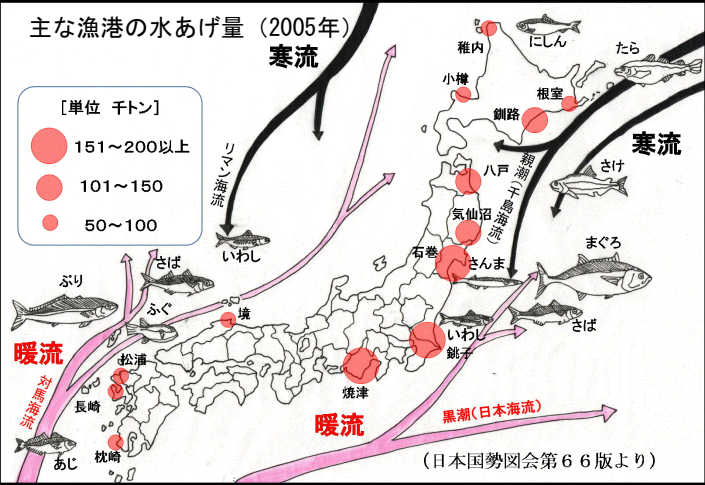 主な漁港の水あげ量（2005年）
寒流
にしん
稚内
たら
小樽
根室
釧路
［単位　千トン］
151～200以上
101～150
50～100
寒流
リマン海流
親潮(千島海流)
さけ
八戸
気仙沼
石巻
さんま
まぐろ
いわし
さば
ぶり
ふぐ
境
いわし
さば
銚子
暖流
松浦
焼津
対馬海流
長崎
暖流
黒潮（日本海流）
あじ
枕崎
（日本国勢図会第６６版より）